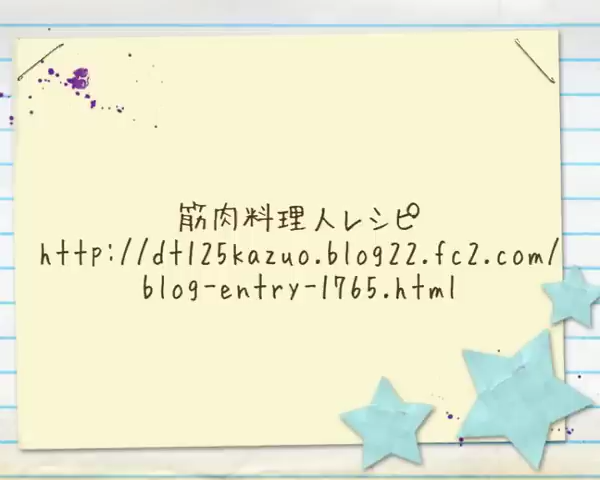 筋肉料理人レシピ
http://dt125kazuo.blog22.fc2.com/
blog-entry-1765.html